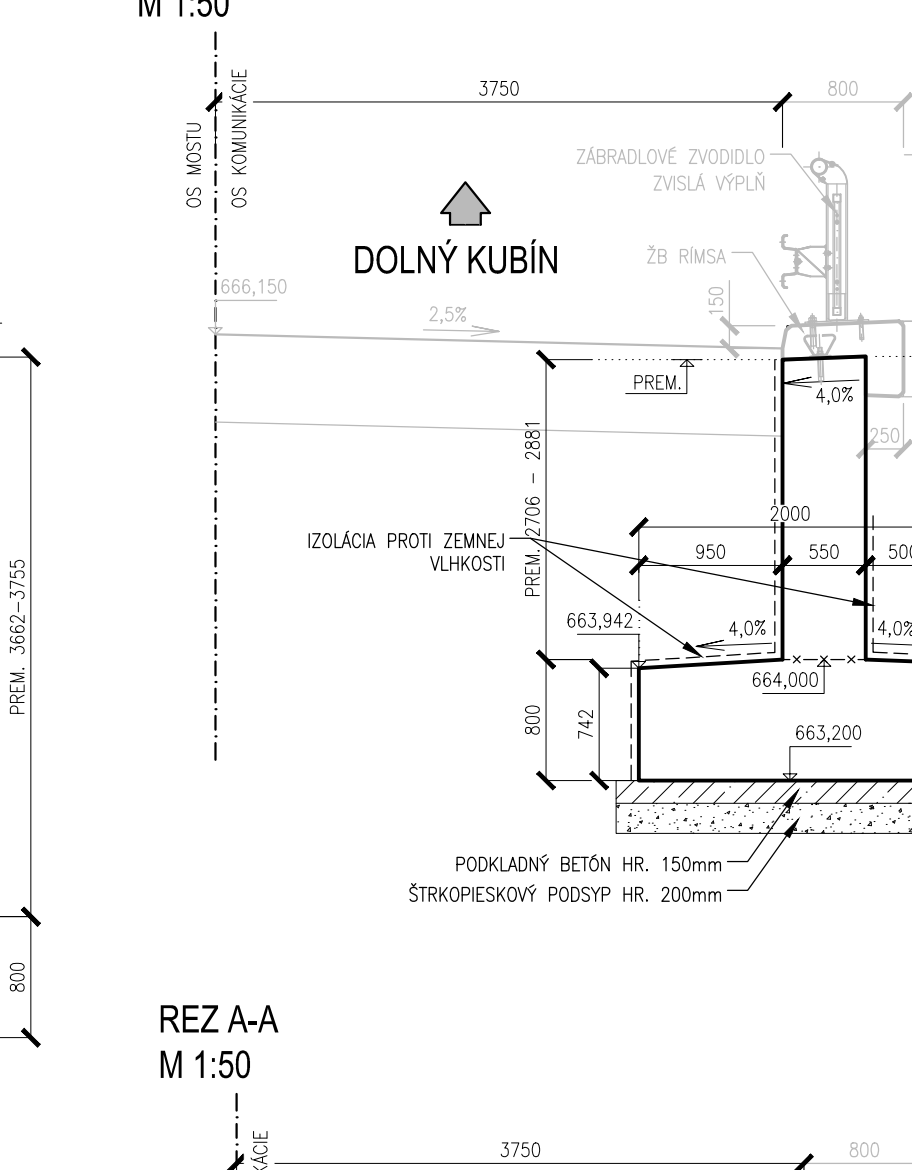 M 1:50
3750
800
OS MOSTU
OS KOMUNIKÁCIE
ZÁBRADLOVÉ ZVODIDLO
ZVISLÁ VÝPLŇ
DOLNÝ KUBÍN
ŽB RÍMSA
666,150
2,5%
150
PREM.
4,0%
250
PREM. 2706 - 2881
2000
IZOLÁCIA PROTI ZEMNEJ
VLHKOSTI
950
550
500
PREM. 3662-3755
663,942
4,0%
4,0%
664,000
800
742
663,200
PODKLADNÝ BETÓN HR. 150mm
ŠTRKOPIESKOVÝ PODSYP HR. 200mm
800
REZ A-A
M 1:50
3750
800